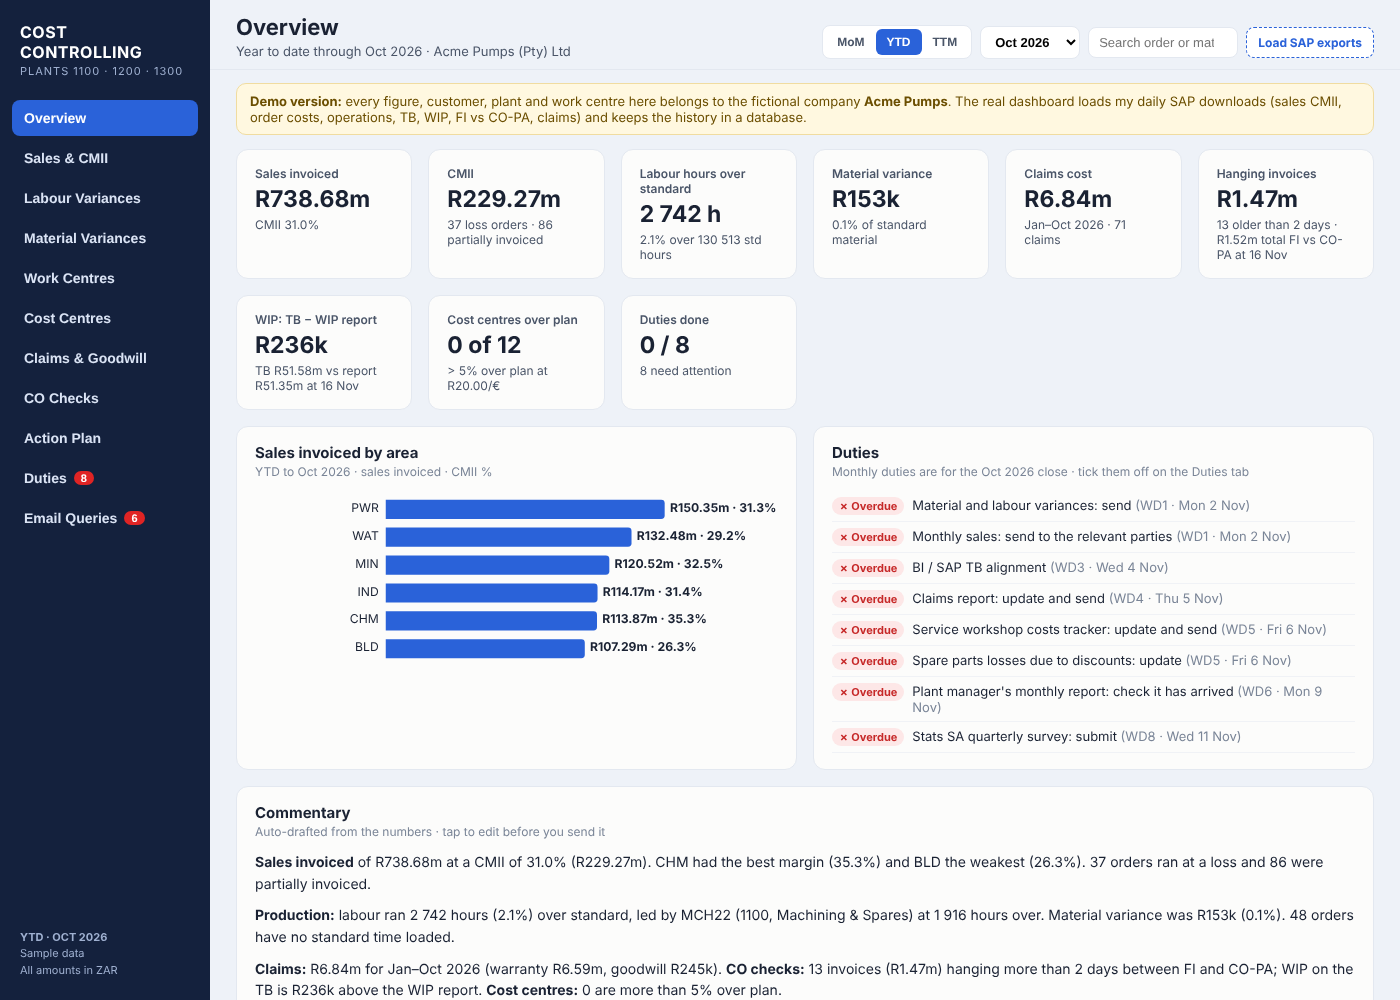 COST
CONTROLLING
PLANTS 1100 · 1200 · 1300
Overview
Sales & CMII
Labour Variances
Material Variances
Work Centres
Cost Centres
Claims & Goodwill
CO Checks
Action Plan
Duties 8
Email Queries 6
YTD · OCT 2026
Sample data
All amounts in ZAR
Overview
Year to date through Oct 2026 · Acme Pumps (Pty) Ltd
MoM YTD TTM
Oct 2026
Search order or mat
Load SAP exports
Demo version: every figure, customer, plant and work centre here belongs to the fictional company Acme Pumps. The real dashboard loads my daily SAP downloads (sales CMII,
order costs, operations, TB, WIP, FI vs CO-PA, claims) and keeps the history in a database.
Sales invoiced
R738.68m
CMII 31.0%
CMII
R229.27m
37 loss orders · 86
partially invoiced
Labour hours over
standard
2 742 h
2.1% over 130 513 std
hours
Material variance
R153k
0.1% of standard
material
Claims cost
R6.84m
Jan–Oct 2026 · 71
claims
Hanging invoices
R1.47m
13 older than 2 days ·
R1.52m total FI vs CO-
PA at 16 Nov
WIP: TB − WIP report
R236k
TB R51.58m vs report
R51.35m at 16 Nov
Cost centres over plan
0 of 12
> 5% over plan at
R20.00/€
Duties done
0 / 8
8 need attention
Sales invoiced by area
YTD to Oct 2026 · sales invoiced · CMII %
PWR R150.35m · 31.3%
WAT R132.48m · 29.2%
MIN R120.52m · 32.5%
IND R114.17m · 31.4%
CHM R113.87m · 35.3%
BLD R107.29m · 26.3%
Duties
Monthly duties are for the Oct 2026 close · tick them off on the Duties tab
× Overdue Material and labour variances: send (WD1 · Mon 2 Nov)
× Overdue Monthly sales: send to the relevant parties (WD1 · Mon 2 Nov)
× Overdue BI / SAP TB alignment (WD3 · Wed 4 Nov)
× Overdue Claims report: update and send (WD4 · Thu 5 Nov)
× Overdue Service workshop costs tracker: update and send (WD5 · Fri 6 Nov)
× Overdue Spare parts losses due to discounts: update (WD5 · Fri 6 Nov)
× Overdue Plant manager's monthly report: check it has arrived (WD6 · Mon 9
Nov)
× Overdue Stats SA quarterly survey: submit (WD8 · Wed 11 Nov)
Commentary
Auto-drafted from the numbers · tap to edit before you send it
Sales invoiced of R738.68m at a CMII of 31.0% (R229.27m). CHM had the best margin (35.3%) and BLD the weakest (26.3%). 37 orders ran at a loss and 86 were
partially invoiced.
Production: labour ran 2 742 hours (2.1%) over standard, led by MCH22 (1100, Machining & Spares) at 1 916 hours over. Material variance was R153k (0.1%). 48 orders
have no standard time loaded.
Claims: R6.84m for Jan–Oct 2026 (warranty R6.59m, goodwill R245k). CO checks: 13 invoices (R1.47m) hanging more than 2 days between FI and CO-PA; WIP on the
TB is R236k above the WIP report. Cost centres: 0 are more than 5% over plan.